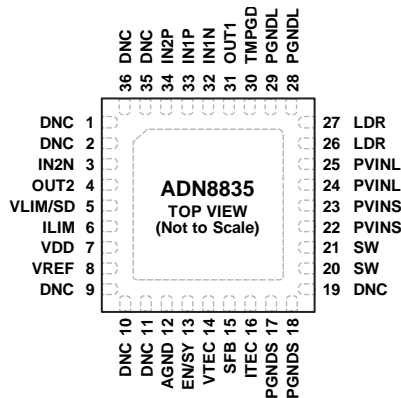 36 DNC
35 DNC
34 IN2P
33 IN1P
32 IN1N
31 OUT1
30 TMPGD
29 PGNDL
28 PGNDL
DNC 1
DNC 2
IN2N 3
OUT2 4
VLIM/SD 5
ILIM 6
VDD 7
VREF 8
DNC 9
ADN8835
TOP VIEW
(Not to Scale)
27 LDR
26 LDR
25 PVINL
24 PVINL
23 PVINS
22 PVINS
21 SW
20 SW
19 DNC
DNC 10
DNC 11
AGND 12
EN/SY 13
VTEC 14
SFB 15
ITEC 16
PGNDS 17
PGNDS 18